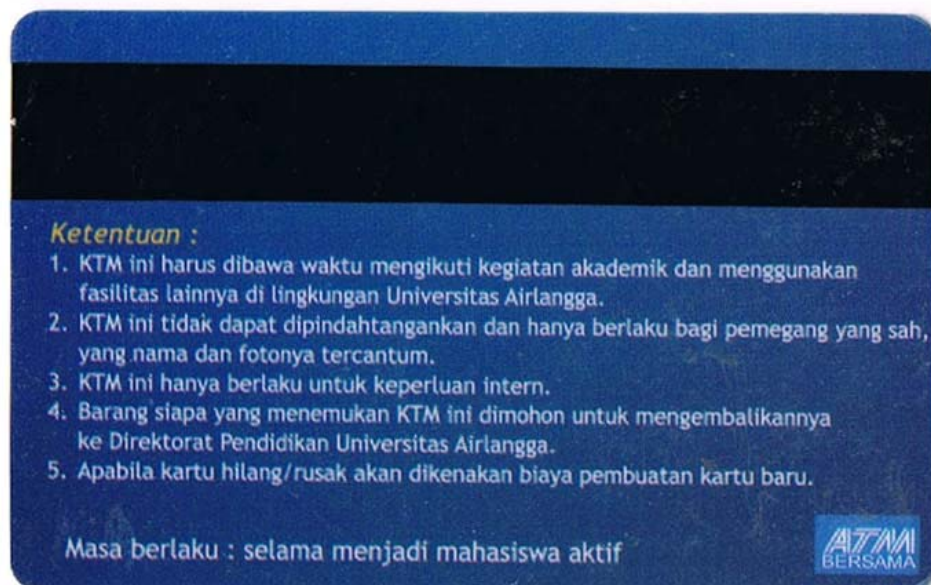 Ketentuan :
1. KTM ini harus dibawa waktu mengikuti kegiatan akademik dan menggunakan
fasilitas lainnya di lingkungan Universitas Airlangga.
2. KTM ini tidak dapat dipindahtangankan dan hanya berlaku bagi pemegang yang sah,
yang nama dan fotonya tercantum.
3. KTM ini hanya berlaku untuk keperluan intern.
4. Barang siapa yang menemukan KTM ini dimohon untuk mengembalikannya
ke Direktorat Pendidikan Universitas Airlangga.
5. Apabila kartu hilang/rusak akan dikenakan biaya pembuatan kartu baru.
Masa berlaku : selama menjadi mahasiswa aktif
ATM
BERSAMA